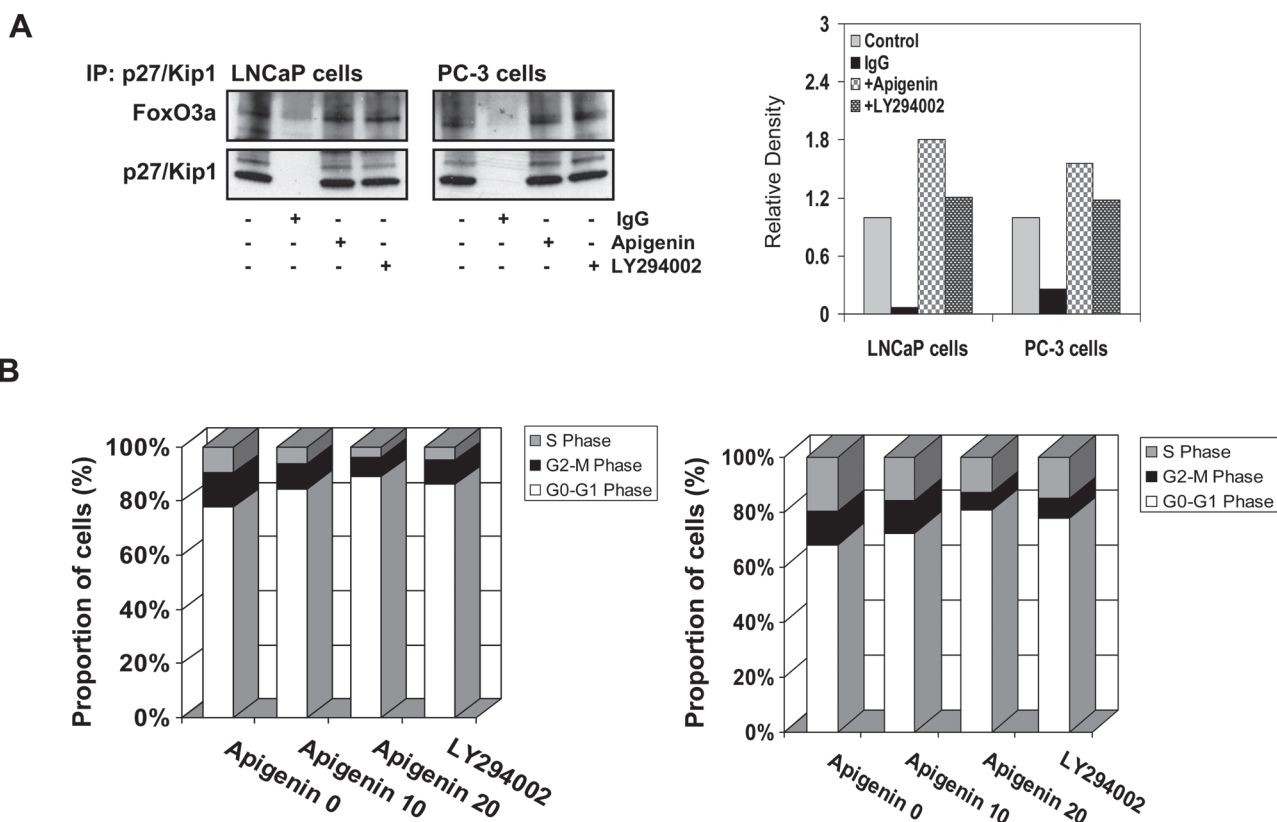 A
IP: p27/Kip1 LNCaP cells PC-3 cells
FoxO3a
p27/Kip1
- + - - - + - - IgG
- - + - - - + - Apigenin
- - - + - - - + LY294002
3
2.4
1.8
1.2
0.6
0
Relative Density
Control
IgG
+Apigenin
+LY294002
LNCaP cells PC-3 cells
B
Proportion of cells (%)
100%
80%
60%
40%
20%
0%
Apigenin 0
Apigenin 10
Apigenin 20
LY294002
S Phase
G2-M Phase
G0-G1 Phase
Proportion of cells (%)
100%
80%
60%
40%
20%
0%
Apigenin 0
Apigenin 10
Apigenin 20
LY294002
S Phase
G2-M Phase
G0-G1 Phase